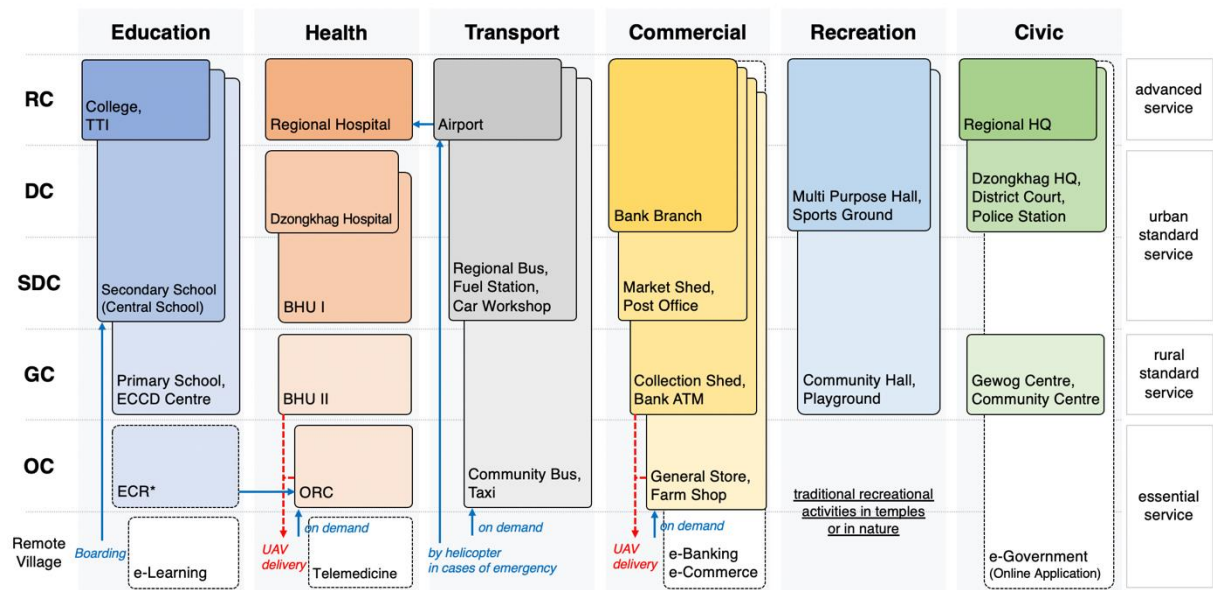 Education
Health
Transport
Commercial
Recreation
Civic
RC
College,
TTI
Regional Hospital
Airport
Regional HQ
advanced
service
DC
Dzongkhag Hospital
Bank Branch
Multi Purpose Hall,
Sports Ground
Dzongkhag HQ,
District Court,
Police Station
urban
standard
service
SDC
Secondary School
(Central School)
BHU I
Regional Bus,
Fuel Station,
Car Workshop
Market Shed,
Post Office
GC
Primary School,
ECCD Centre
BHU II
Collection Shed,
Bank ATM
Community Hall,
Playground
Gewog Centre,
Community Centre
rural
standard
service
OC
ECR*
ORC
Community Bus,
Taxi
General Store,
Farm Shop
traditional recreational
activities in temples
or in nature
essential
service
Remote
Village
Boarding
e-Learning
UAV
delivery
on demand
Telemedicine
on demand
by helicopter
in cases of emergency
UAV
delivery
on demand
e-Banking
e-Commerce
e-Government
(Online Application)